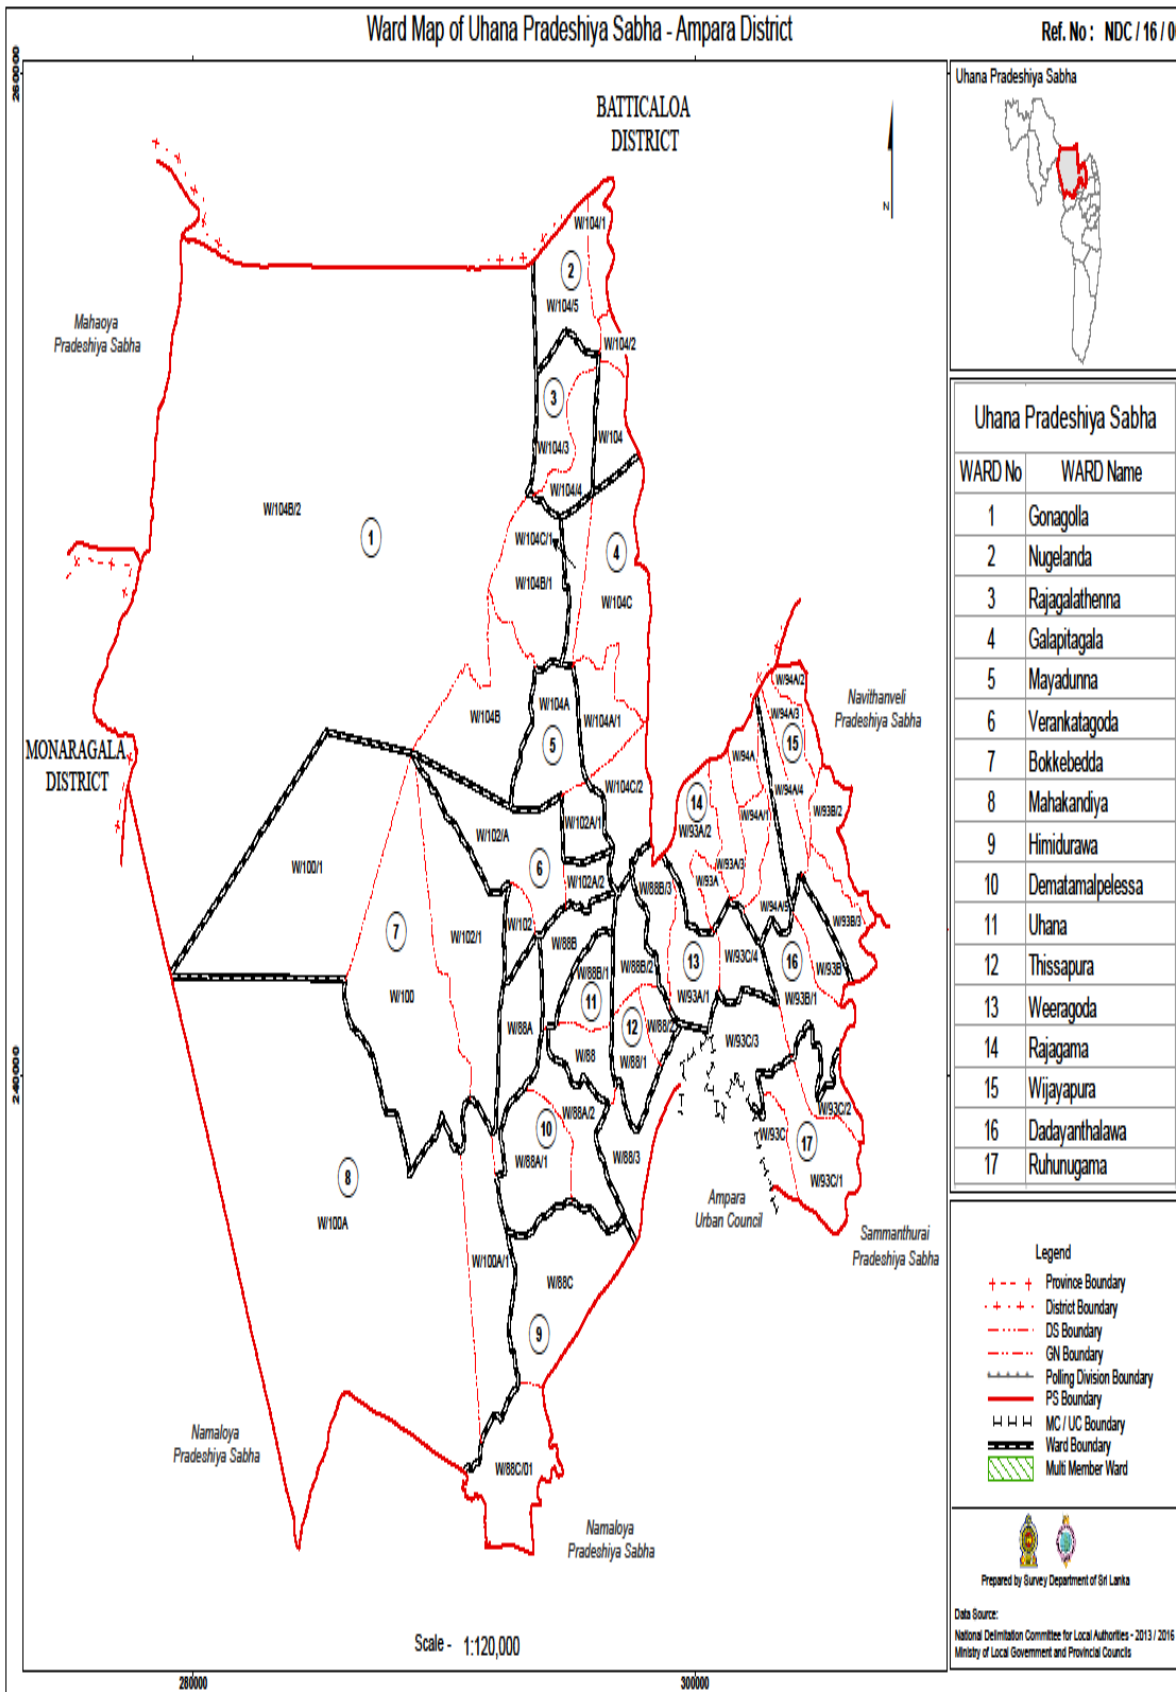 Ward Map of Uhana Pradeshiya Sabha - Ampara District
Ref. No : NDC / 16 / 0
260000
240000
280000
300000
BATTICALOA
DISTRICT
N
Mahaoya
Pradeshiya Sabha
MONARAGALA
DISTRICT
Navithanveli
Pradeshiya Sabha
Ampara
Urban Council
Sammanthurai
Pradeshiya Sabha
Namaloya
Pradeshiya Sabha
Namaloya
Pradeshiya Sabha
W/104/1
2
W/104/5
W/104/2
3
W/104/3
W/104
W/104/4
W/104B/2
1
W/104C/1
W/104B/1
4
W/104C
W/104B
W/104A
W/104A/1
5
W/104C/2
W/94A/2
W/94A/3
15
W/94A
W/94A/4
W/94A/1
W/93B/2
14
W/93A/2
W/93A/3
W/93A
W/94A/5
W/93B/3
W/102/A
W/102A/1
6
W/102A/2
W/102
W/100/1
7
W/102/1
W/100
W/88B
W/88B/1
11
W/88B/3
W/88B/2
13
W/93A/1
W/93C/4
16
W/93B
W/93B/1
W/88A
W/88
12
W/88/2
W/88/1
W/93C/3
W/93C/2
W/93C
17
W/93C/1
10
W/88A/2
W/88A/1
W/88/3
8
W/100A
W/100A/1
W/88C
9
W/88C/01
Scale - 1:120,000
Uhana Pradeshiya Sabha
Uhana Pradeshiya Sabha
WARD No WARD Name
1 Gonagolla
2 Nugelanda
3 Rajagalathenna
4 Galapitagala
5 Mayadunna
6 Verankatagoda
7 Bokkebedda
8 Mahakandiya
9 Himidurawa
10 Dematamalpelessa
11 Uhana
12 Thissapura
13 Weeragoda
14 Rajagama
15 Wijayapura
16 Dadayanthalawa
17 Ruhunugama
Legend
Province Boundary
District Boundary
DS Boundary
GN Boundary
Polling Division Boundary
PS Boundary
MC / UC Boundary
Ward Boundary
Multi Member Ward
Prepared by Survey Department of Sri Lanka
Data Source:
National Delimitation Committee for Local Authorities - 2013 / 2016
Ministry of Local Government and Provincial Councils